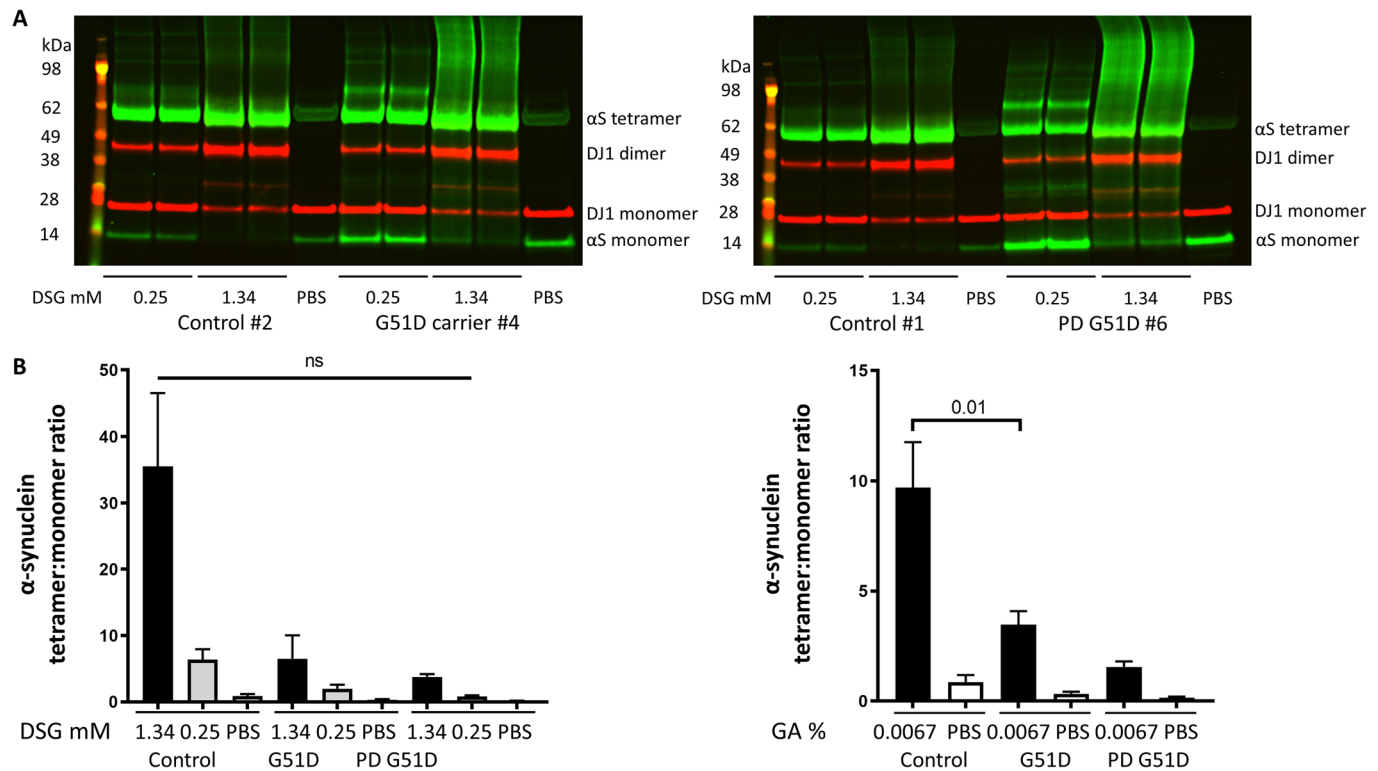 A
kDa
98
62
49
38
28
14
αS tetramer
DJ1 dimer
DJ1 monomer
αS monomer
DSG mM 0.25 1.34 PBS 0.25 1.34 PBS
Control #2 G51D carrier #4
kDa
98
62
49
38
28
14
αS tetramer
DJ1 dimer
DJ1 monomer
αS monomer
DSG mM 0.25 1.34 PBS 0.25 1.34 PBS
Control #1 PD G51D #6
B
ns
50
40
30
20
10
0
α-synuclein
tetramer:monomer ratio
DSG mM 1.34 0.25 PBS 1.34 0.25 PBS 1.34 0.25 PBS
Control G51D PD G51D
0.01
15
10
5
0
α-synuclein
tetramer:monomer ratio
GA % 0.0067 PBS 0.0067 PBS 0.0067 PBS
Control G51D PD G51D